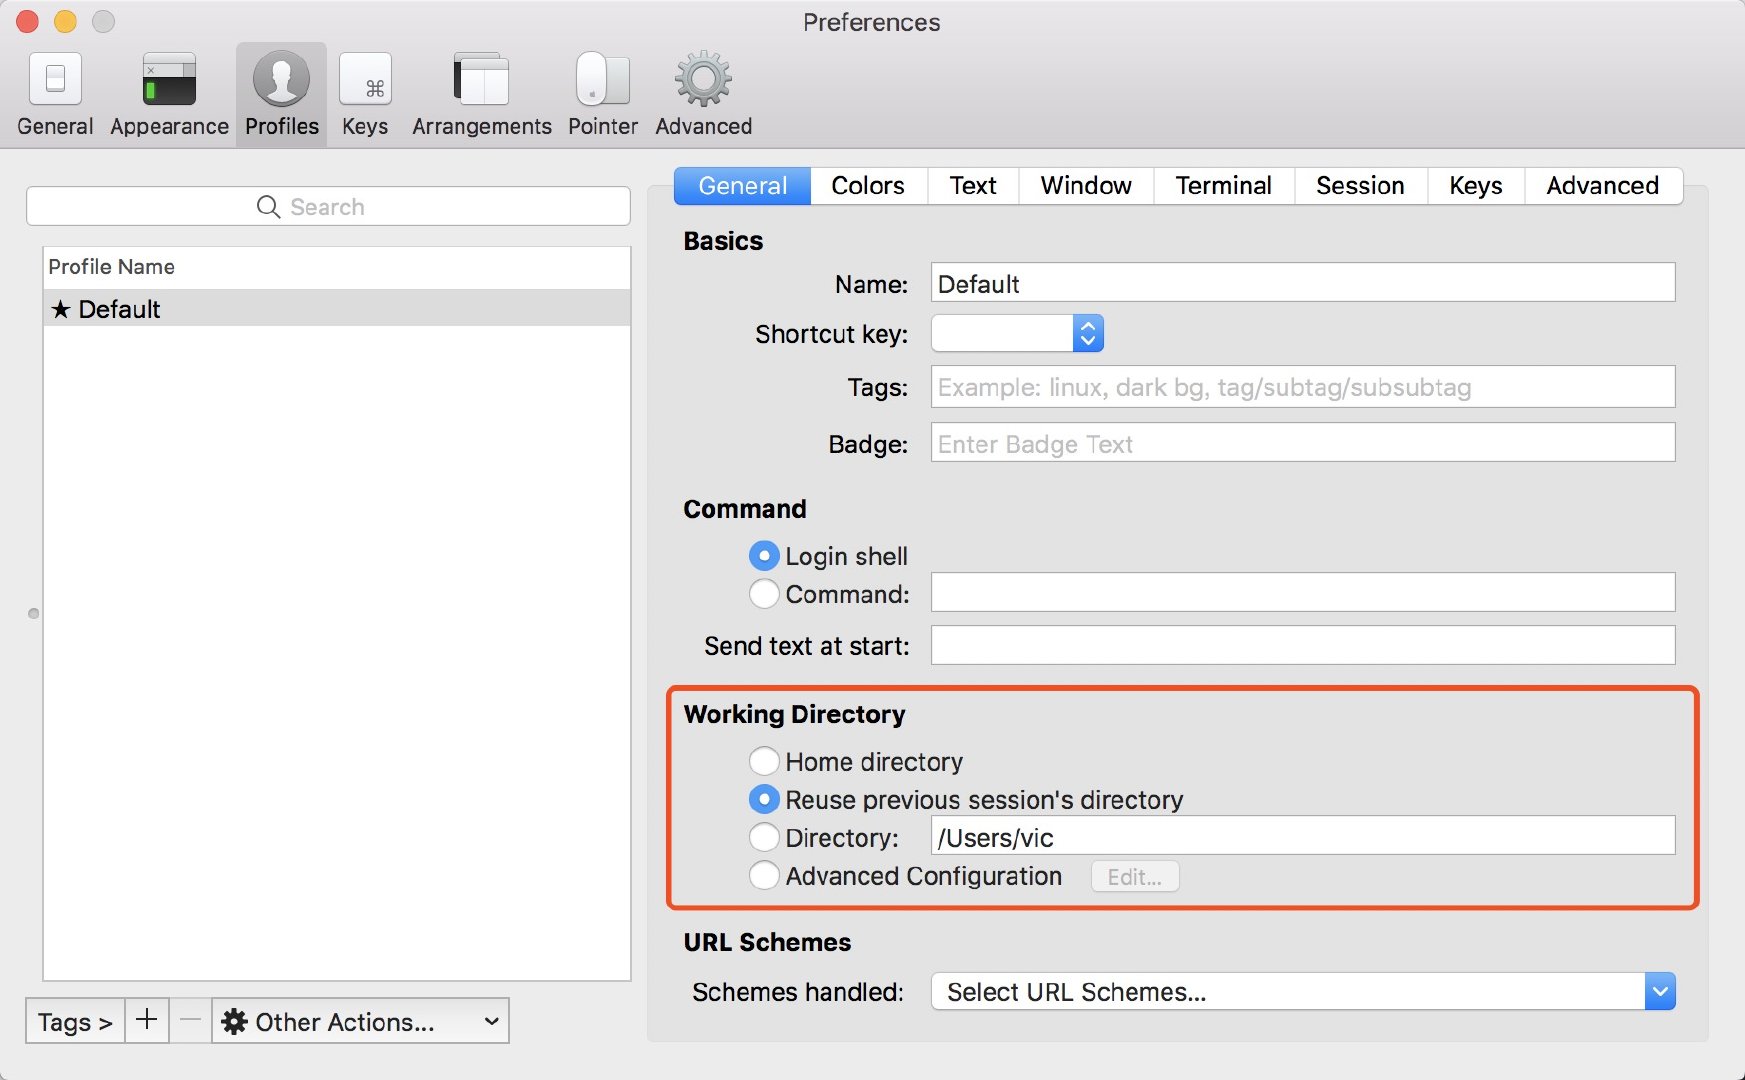 Preferences
General Appearance Profiles Keys Arrangements Pointer Advanced
Search
Profile Name
★ Default
Tags > + — Other Actions...
General Colors Text Window Terminal Session Keys Advanced
Basics
Name: Default
Shortcut key:
Tags: Example: linux, dark bg, tag/subtag/subsubtag
Badge: Enter Badge Text
Command
Login shell
Command:
Send text at start:
Working Directory
Home directory
Reuse previous session's directory
Directory: /Users/vic
Advanced Configuration Edit...
URL Schemes
Schemes handled: Select URL Schemes...